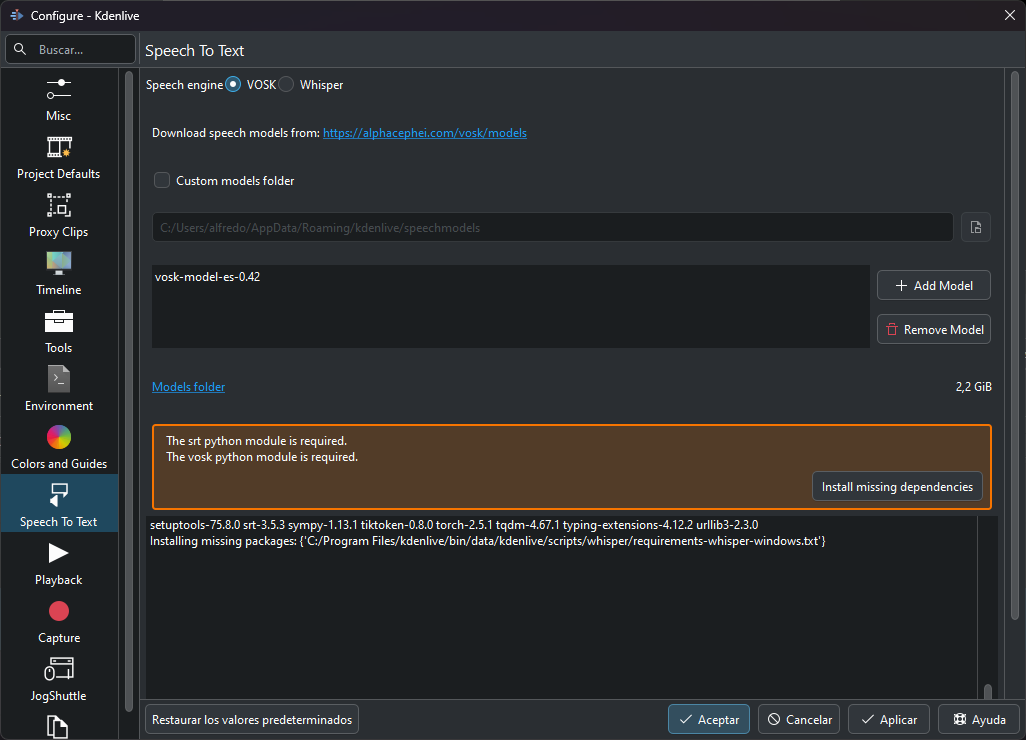 Configure - Kdenlive
Buscar...
Speech To Text
Misc
Project Defaults
Proxy Clips
Timeline
Tools
Environment
Colors and Guides
Speech To Text
Playback
Capture
JogShuttle
Speech engine VOSK Whisper
Download speech models from: https://alphacephei.com/vosk/models
Custom models folder
C:/Users/alfredo/AppData/Roaming/kdenlive/speechmodels
vosk-model-es-0.42
Add Model
Remove Model
Models folder 2,2 GiB
The srt python module is required.
The vosk python module is required.
Install missing dependencies
setuptools-75.8.0 srt-3.5.3 sympy-1.13.1 tiktoken-0.8.0 torch-2.5.1 tqdm-4.67.1 typing-extensions-4.12.2 urllib3-2.3.0
Installing missing packages: {'C:/Program Files/kdenlive/bin/data/kdenlive/scripts/whisper/requirements-whisper-windows.txt'}
Restaurar los valores predeterminados
Aceptar
Cancelar
Aplicar
Ayuda